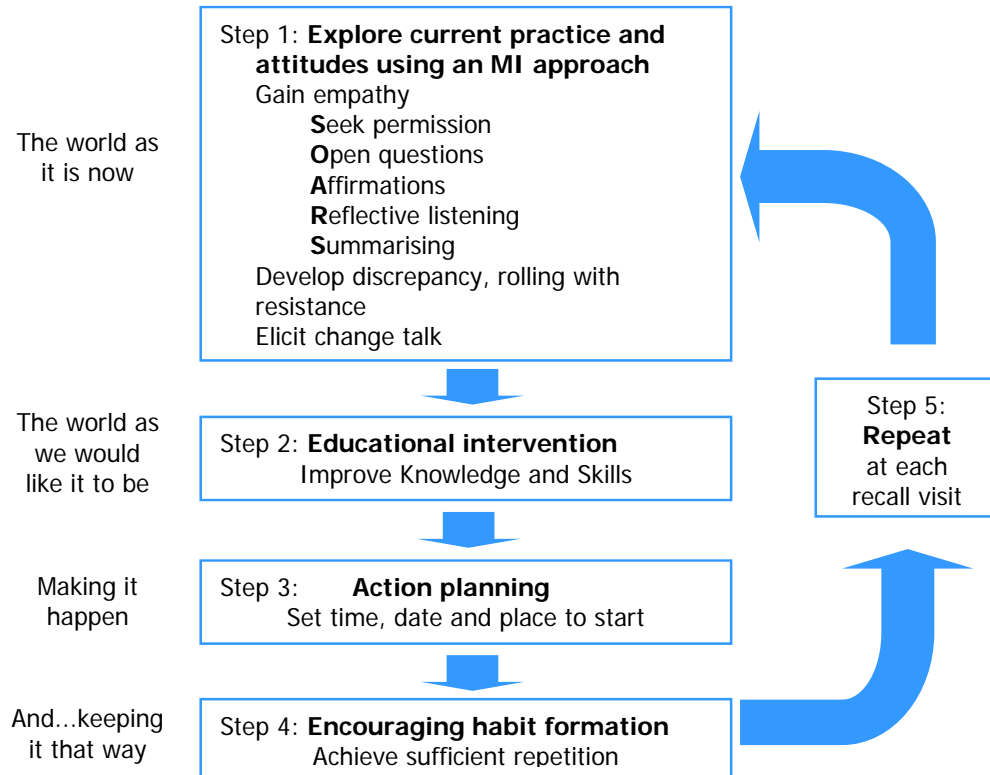 The world as
it is now
Step 1: Explore current practice and
attitudes using an MI approach
Gain empathy
Seek permission
Open questions
Affirmations
Reflective listening
Summarising
Develop discrepancy, rolling with
resistance
Elicit change talk
The world as
we would
like it to be
Step 2: Educational intervention
Improve Knowledge and Skills
Making it
happen
Step 3: Action planning
Set time, date and place to start
And...keeping
it that way
Step 4: Encouraging habit formation
Achieve sufficient repetition
Step 5:
Repeat
at each
recall visit